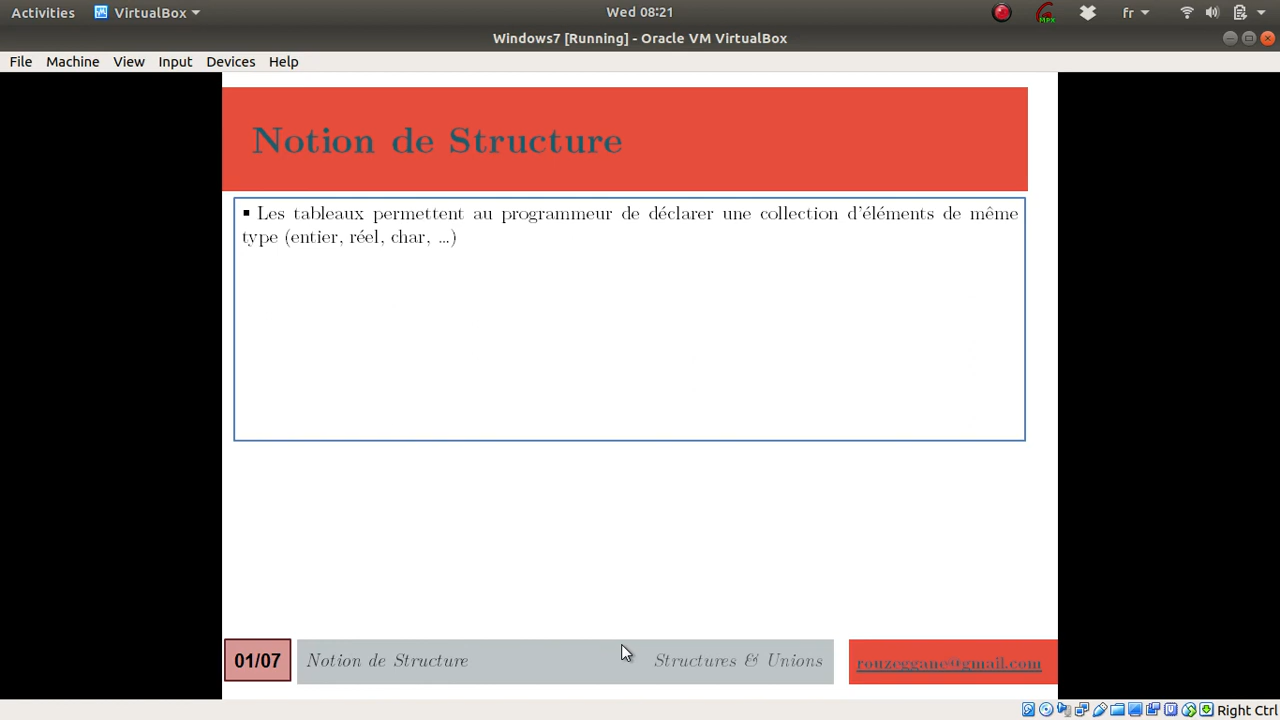 Activities VirtualBox Wed 08:21 fr
Windows7 [Running] - Oracle VM VirtualBox
File Machine View Input Devices Help
Notion de Structure
▪ Les tableaux permettent au programmeur de déclarer une collection d'éléments de même
type (entier, réel, char, ...)
01/07 Notion de Structure Structures & Unions rouzeggane@gmail.com
Right Ctrl